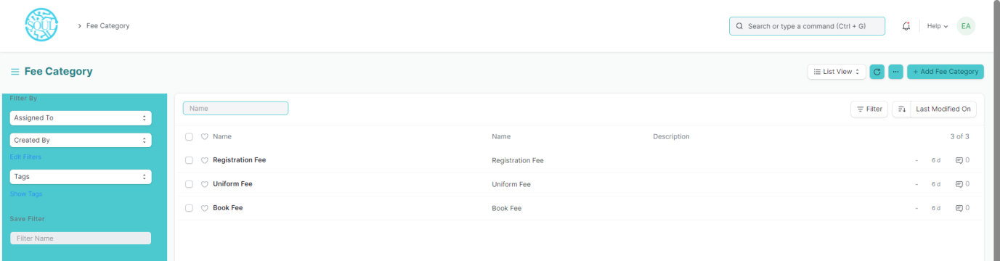 SOUL
Fee Category
Search or type a command (Ctrl + G)
Help
EA
Fee Category
List View
+ Add Fee Category
Filter By
Assigned To
Created By
Edit Filters
Tags
Show Tags
Save Filter
Filter Name
Name
Filter
Last Modified On
Name Name Description 3 of 3
Registration Fee Registration Fee - 6 d 0
Uniform Fee Uniform Fee - 6 d 0
Book Fee Book Fee - 6 d 0